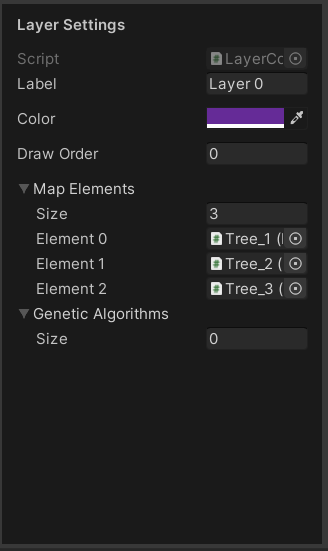 Layer Settings
Script LayerCo
Label Layer 0
Color
Draw Order 0
Map Elements
Size 3
Element 0 Tree_1 (
Element 1 Tree_2 (
Element 2 Tree_3 (
Genetic Algorithms
Size 0